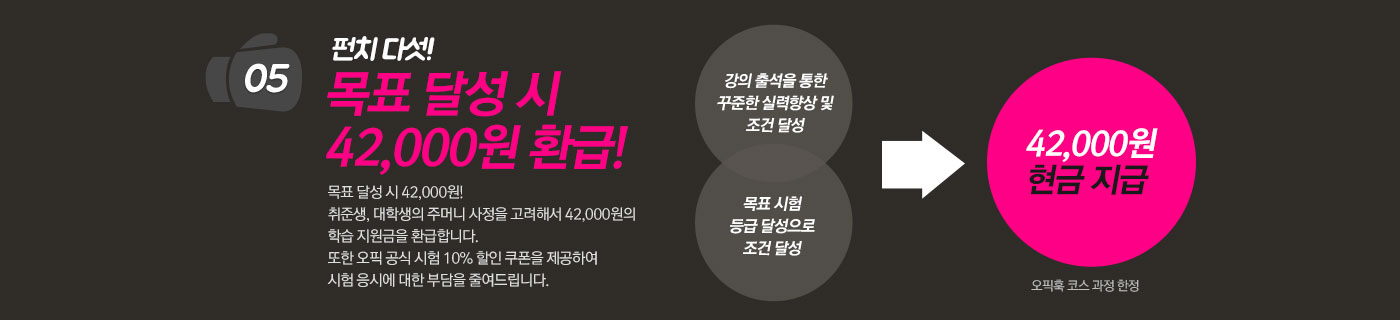 05
펀치 다섯!
목표 달성 시
42,000원 환급!
목표 달성 시 42,000원!
취준생, 대학생의 주머니 사정을 고려해서 42,000원의
학습 지원금을 환급합니다.
또한 오픽 공식 시험 10% 할인 쿠폰을 제공하여
시험 응시에 대한 부담을 줄여드립니다.
강의 출석을 통한
꾸준한 실력향상 및
조건 달성
목표 시험
등급 달성으로
조건 달성
42,000원
현금 지급
오픽훅 코스 과정 한정